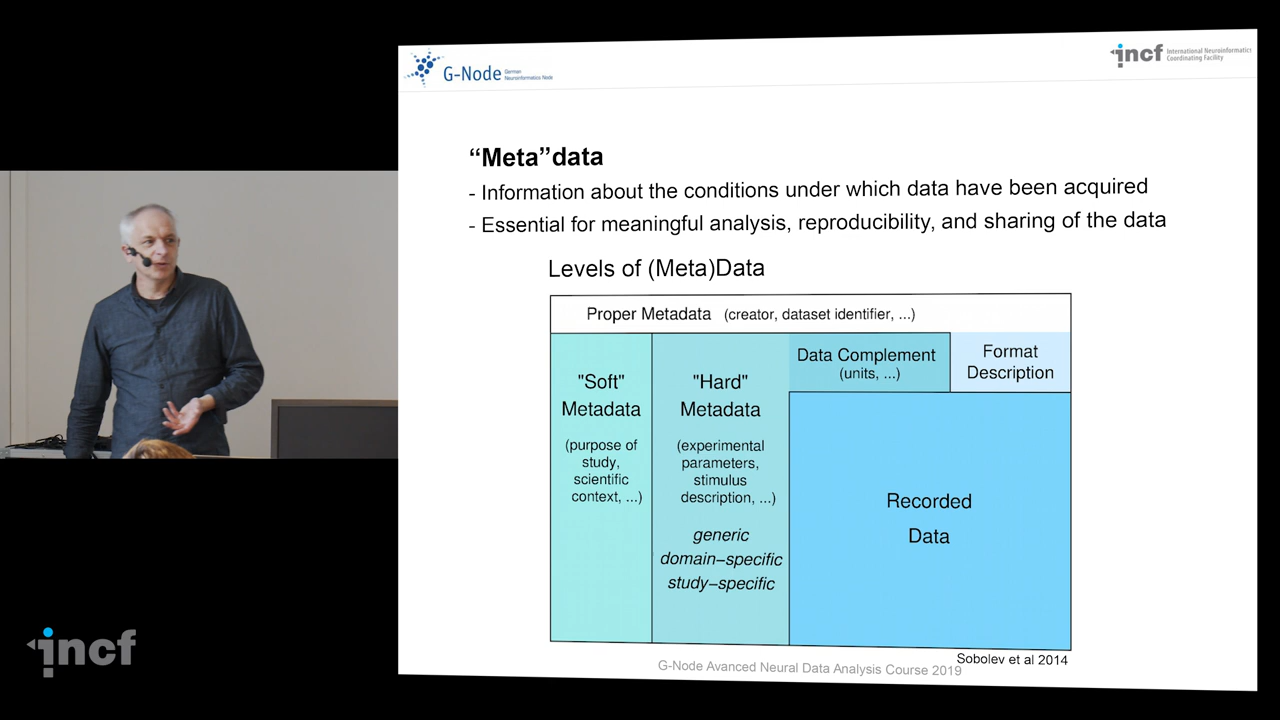 G-Node German
Neuroinformatics Node
incf International Neuroinformatics
Coordinating Facility
“Meta”data
- Information about the conditions under which data have been acquired
- Essential for meaningful analysis, reproducibility, and sharing of the data
Levels of (Meta)Data
Proper Metadata (creator, dataset identifier, ...)
Data Complement
(units, ...)
Format
Description
"Soft"
Metadata
(purpose of
study,
scientific
context, ...)
"Hard"
Metadata
(experimental
parameters,
stimulus
description, ...)
generic
domain–specific
study–specific
Recorded
Data
Sobolev et al 2014
G-Node Avanced Neural Data Analysis Course 2019
incf